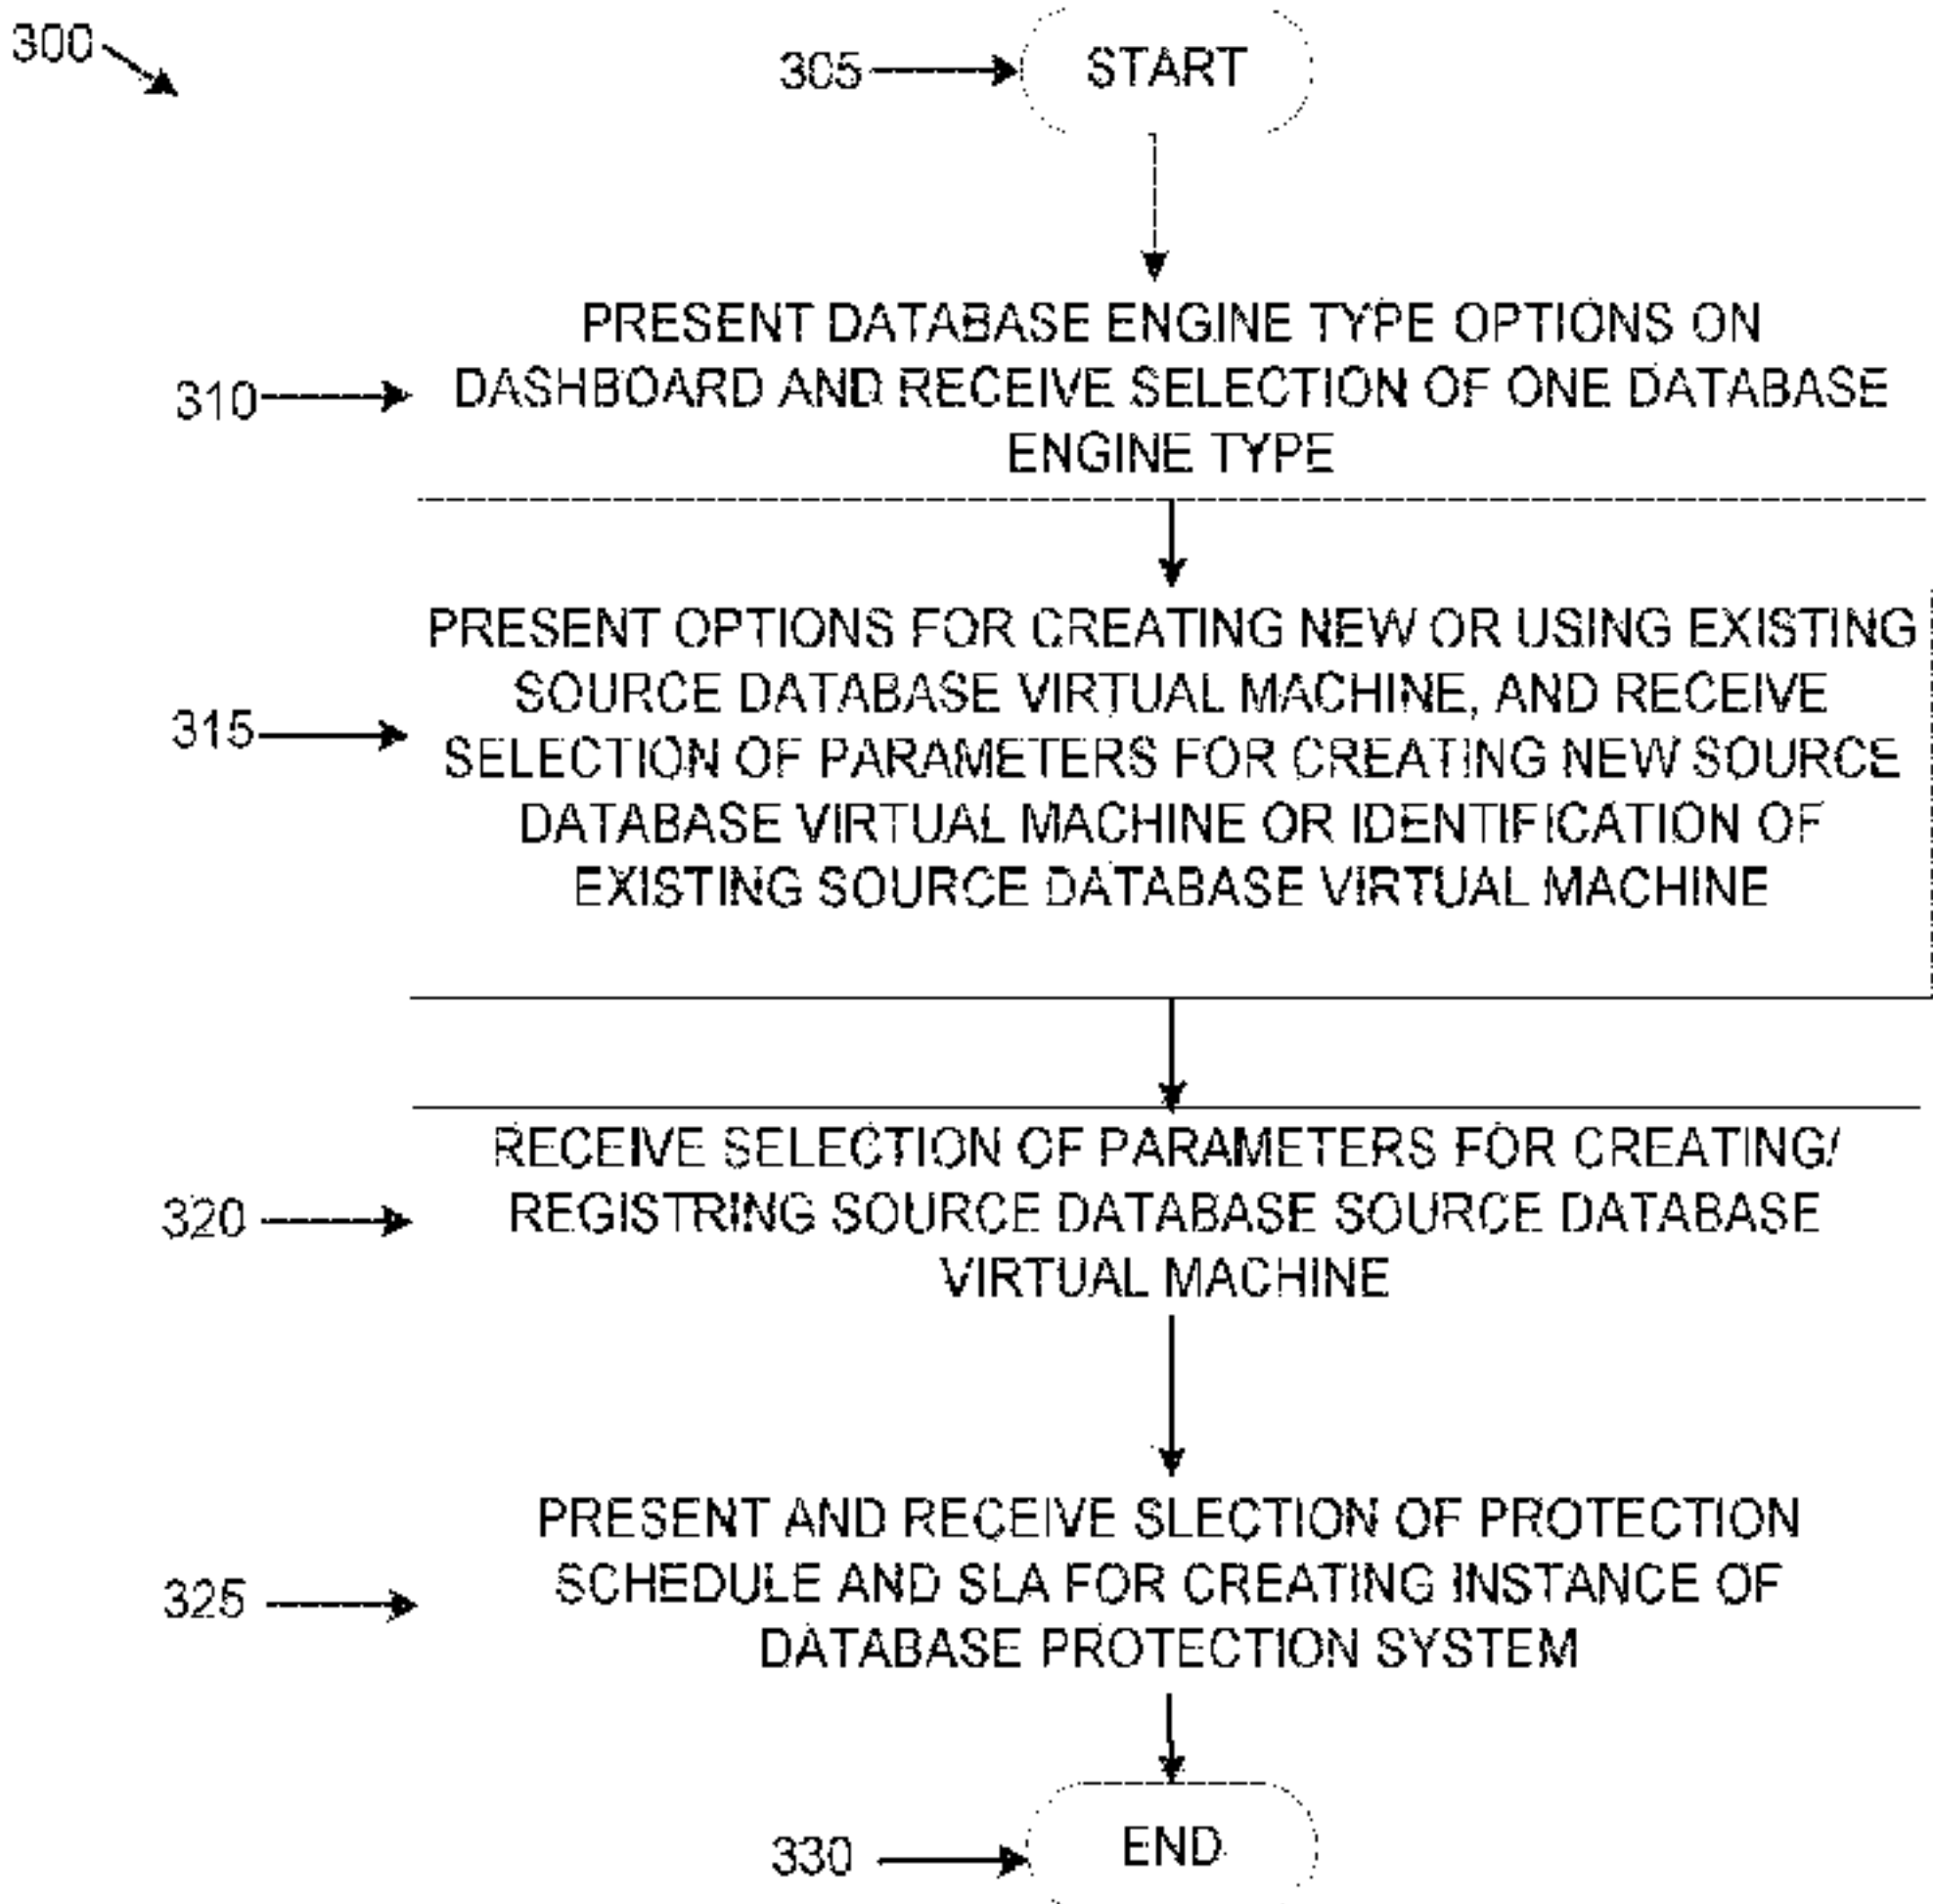 300
305
START
PRESENT DATABASE ENGINE TYPE OPTIONS ON
310
DASHBOARD AND RECEIVE SELECTION OF ONE DATABASE
ENGINE TYPE
PRESENT OPTIONS FOR CREATING NEW OR USING EXISTING
SOURCE DATABASE VIRTUAL MACHINE, AND RECEIVE
315
SELECTION OF PARAMETERS FOR CREATING NEW SOURCE
DATABASE VIRTUAL MACHINE OR IDENTIFICATION OF
EXISTING SOURCE DATABASE VIRTUAL MACHINE
RECEIVE SELECTION OF PARAMETERS FOR CREATING/
320
REGISTRING SOURCE DATABASE SOURCE DATABASE
VIRTUAL MACHINE
PRESENT AND RECEIVE SLECTION OF PROTECTION
325
SCHEDULE AND SLA FOR CREATING INSTANCE OF
DATABASE PROTECTION SYSTEM
330
END